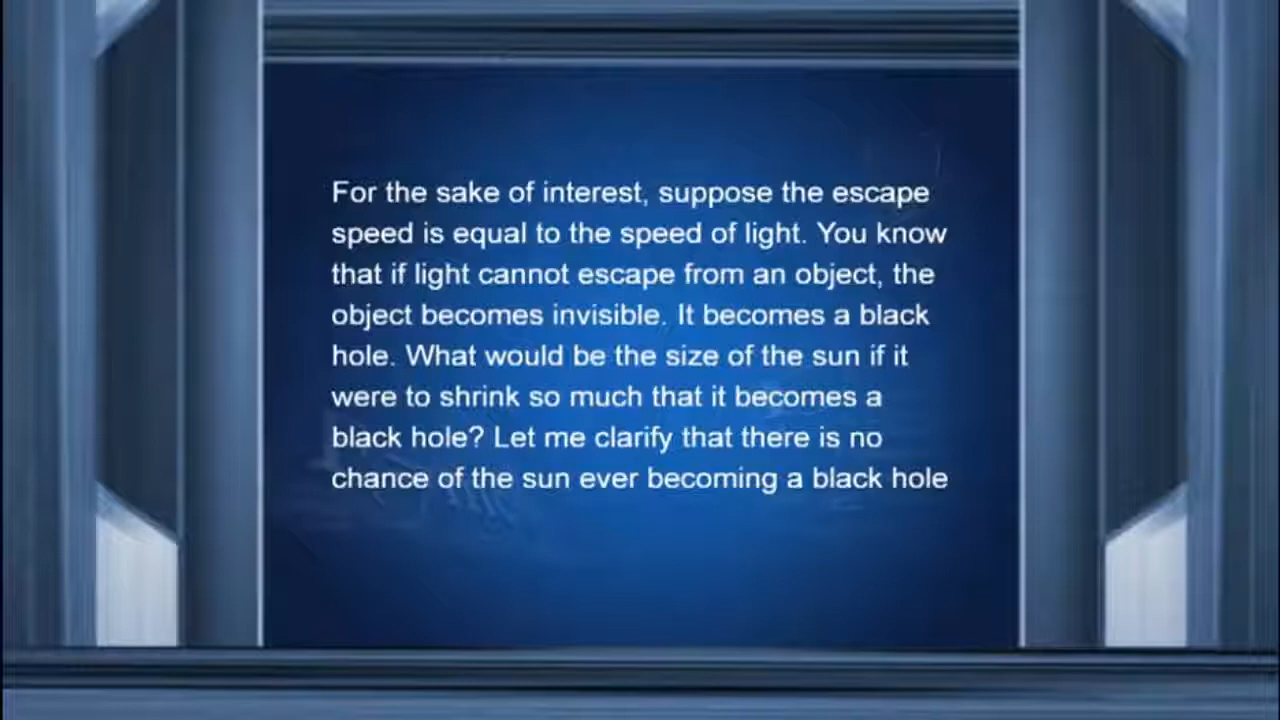 For the sake of interest, suppose the escape
speed is equal to the speed of light. You know
that if light cannot escape from an object, the
object becomes invisible. It becomes a black
hole. What would be the size of the sun if it
were to shrink so much that it becomes a
black hole? Let me clarify that there is no
chance of the sun ever becoming a black hole